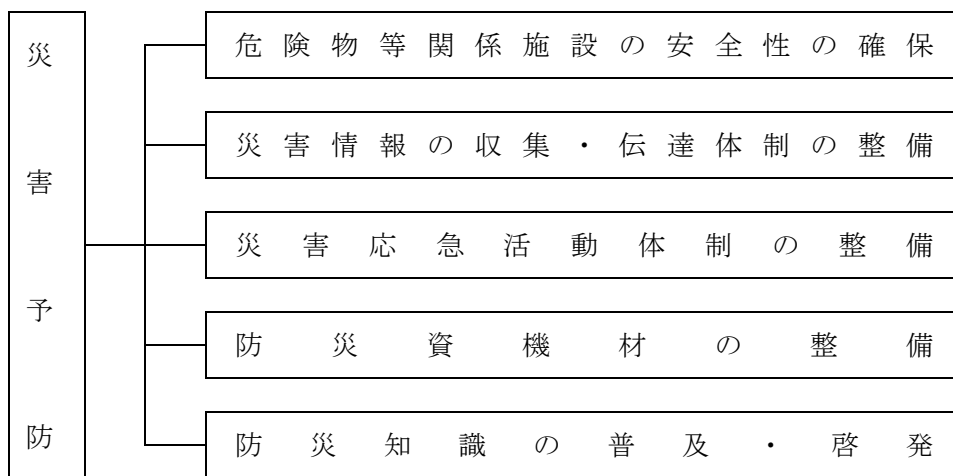 災害予防
危険物等関係施設の安全性の確保
災害情報の収集・伝達体制の整備
災害応急活動体制の整備
防災資機材の整備
防災知識の普及・啓発